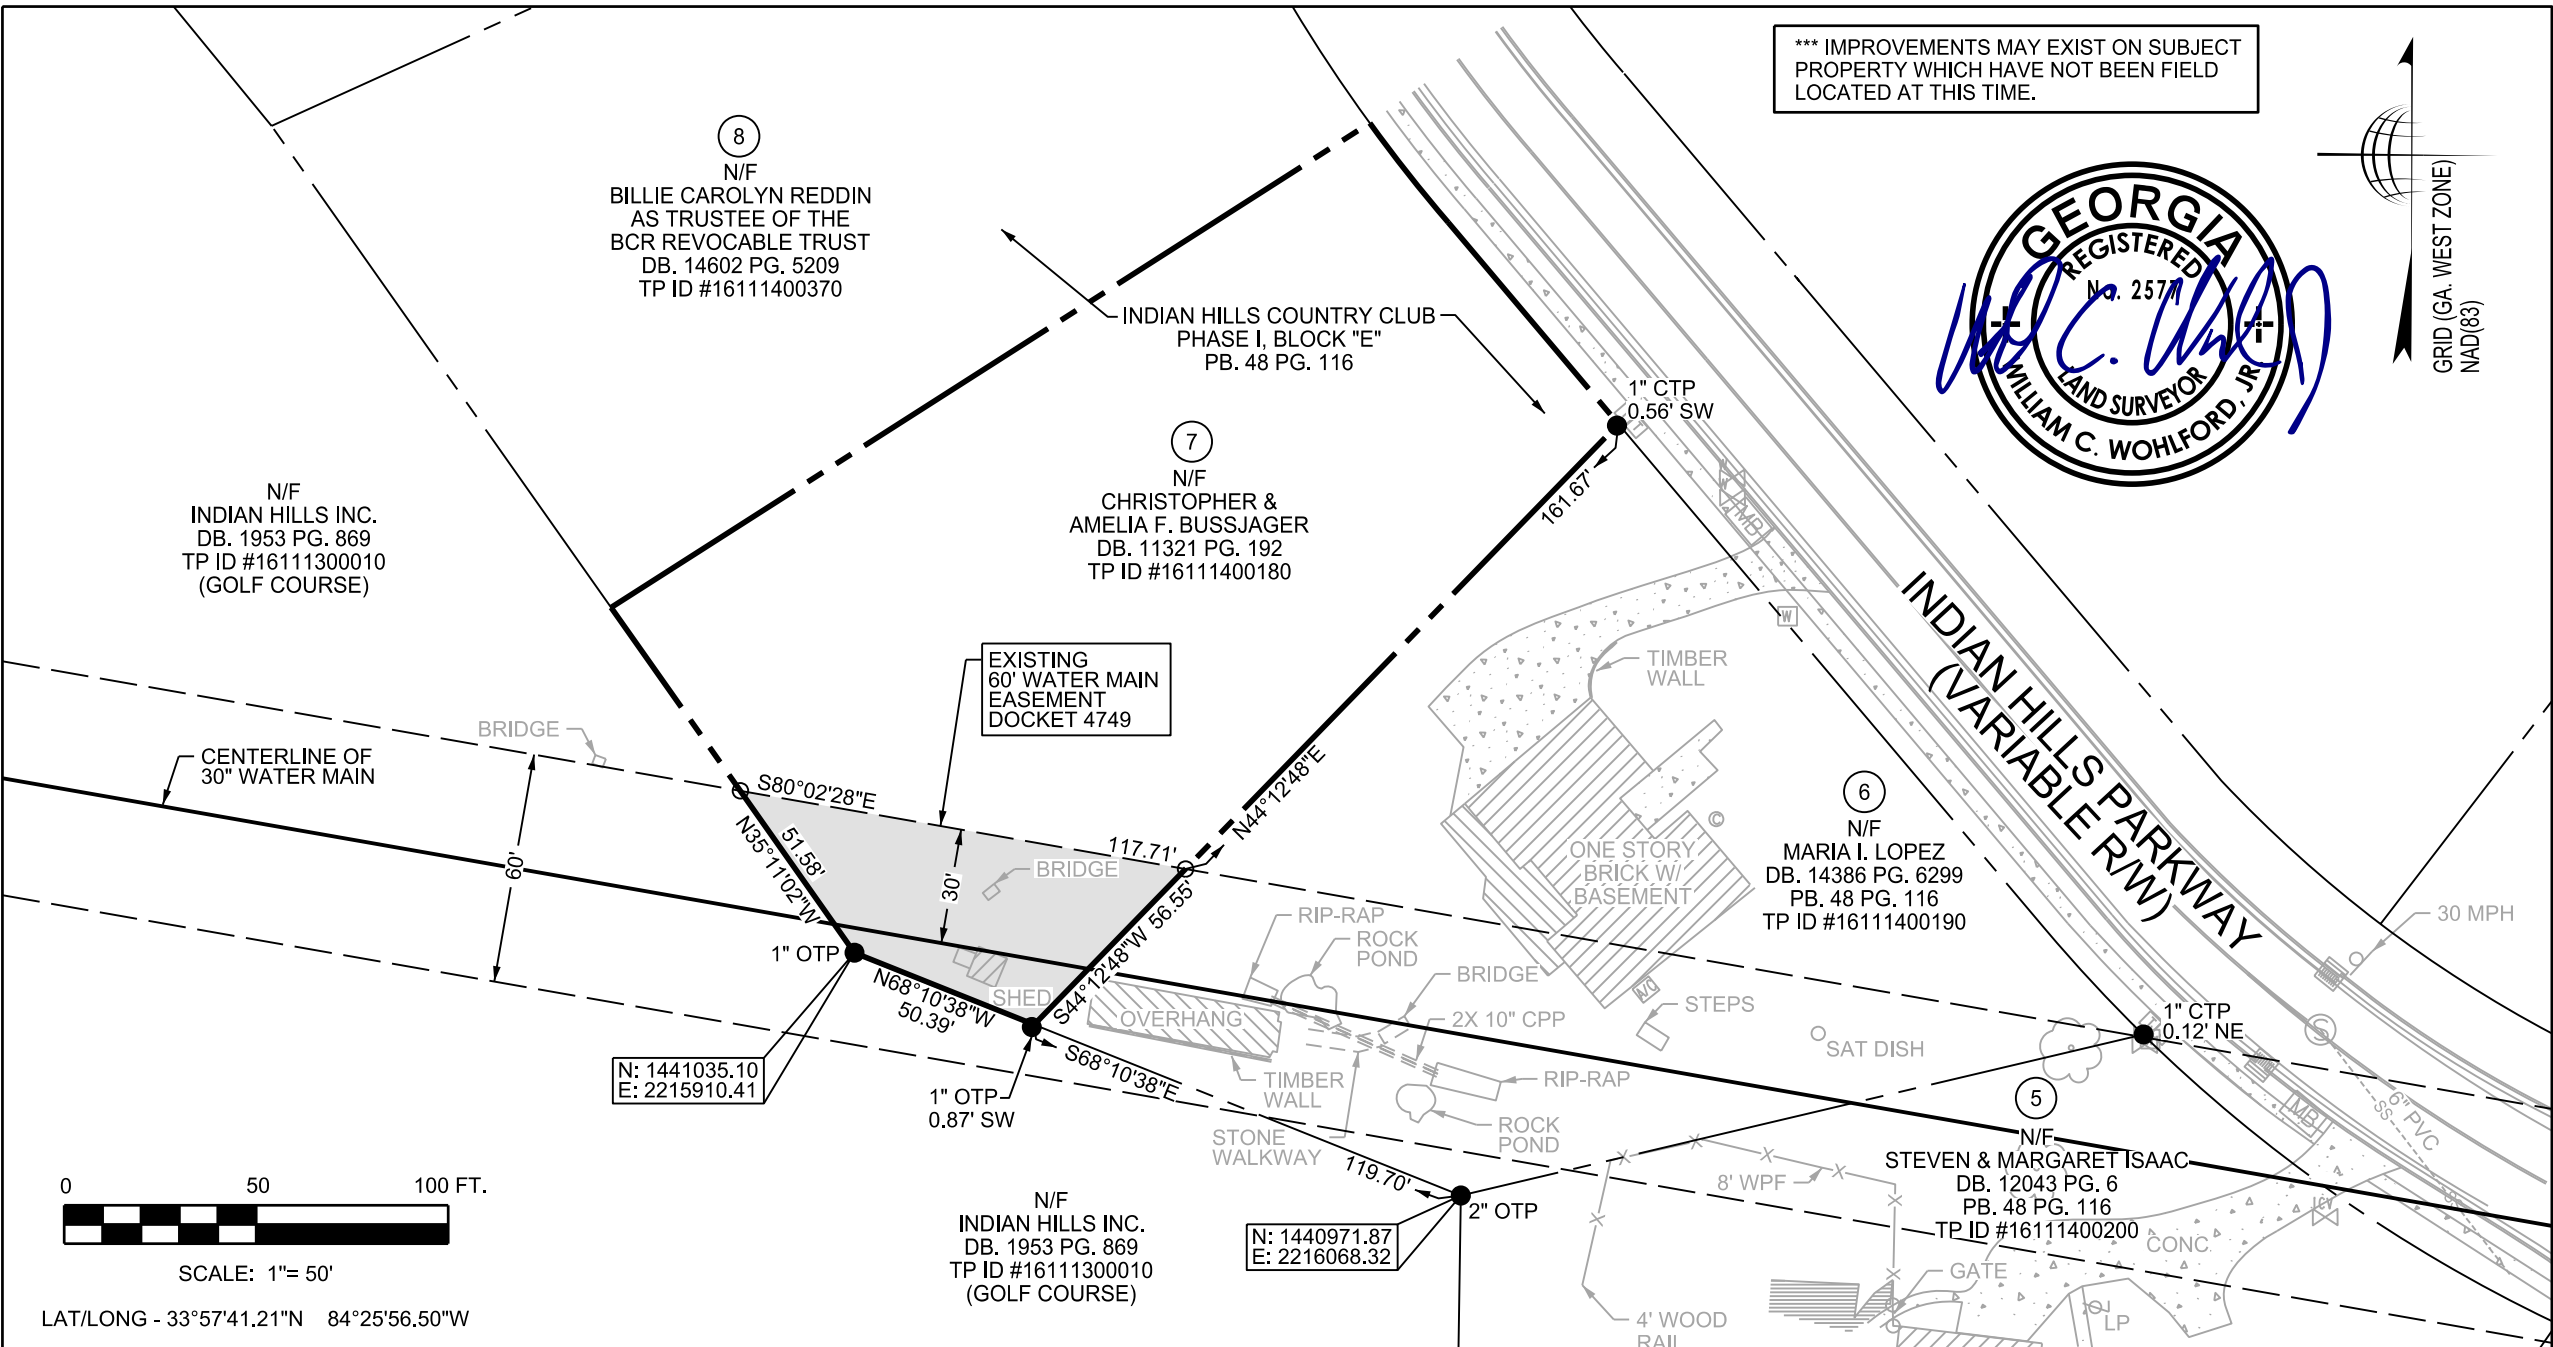 *** IMPROVEMENTS MAY EXIST ON SUBJECT
PROPERTY WHICH HAVE NOT BEEN FIELD
LOCATED AT THIS TIME.
GRID (GA. WEST ZONE)
NAD(83)
GEORGIA
REGISTERED
NO. 2577
LAND SURVEYOR
WILLIAM C. WOHLFORD, JR.
8
N/F
BILLIE CAROLYN REDDIN
AS TRUSTEE OF THE
BCR REVOCABLE TRUST
DB. 14602 PG. 5209
TP ID #16111400370
INDIAN HILLS COUNTRY CLUB
PHASE I, BLOCK "E"
PB. 48 PG. 116
1" CTP
0.56' SW
161.67'
7
N/F
CHRISTOPHER &
AMELIA F. BUSSJAGER
DB. 11321 PG. 192
TP ID #16111400180
N/F
INDIAN HILLS INC.
DB. 1953 PG. 869
TP ID #16111300010
(GOLF COURSE)
MB
W
TIMBER
WALL
INDIAN HILLS PARKWAY
(VARIABLE R/W)
EXISTING
60' WATER MAIN
EASEMENT
DOCKET 4749
BRIDGE
CENTERLINE OF
30" WATER MAIN
60'
S80°02'28"E
117.71'
N44°12'48"E
N35°11'02"W
51.58'
30'
BRIDGE
S44°12'48"W 56.55'
1" OTP
N68°10'38"W
50.39'
SHED
OVERHANG
RIP-RAP
ROCK
POND
BRIDGE
2X 10" CPP
ONE STORY
BRICK W/
BASEMENT
©
A/C
STEPS
6
N/F
MARIA I. LOPEZ
DB. 14386 PG. 6299
PB. 48 PG. 116
TP ID #16111400190
30 MPH
1" CTP
0.12' NE
S
SAT DISH
N: 1441035.10
E: 2215910.41
1" OTP
0.87' SW
S68°10'38"E
TIMBER
WALL
STONE
WALKWAY
RIP-RAP
ROCK
POND
119.70'
2" OTP
N: 1440971.87
E: 2216068.32
8' WPF
4' WOOD
RAIL
5
N/F
STEVEN & MARGARET ISAAC
DB. 12043 PG. 6
PB. 48 PG. 116
TP ID #16111400200
MB
6" PVC
SS
SS
ICV
CONC.
GATE
LP
N/F
INDIAN HILLS INC.
DB. 1953 PG. 869
TP ID #16111300010
(GOLF COURSE)
0 50 100 FT.
SCALE: 1"= 50'
LAT/LONG - 33°57'41.21"N 84°25'56.50"W